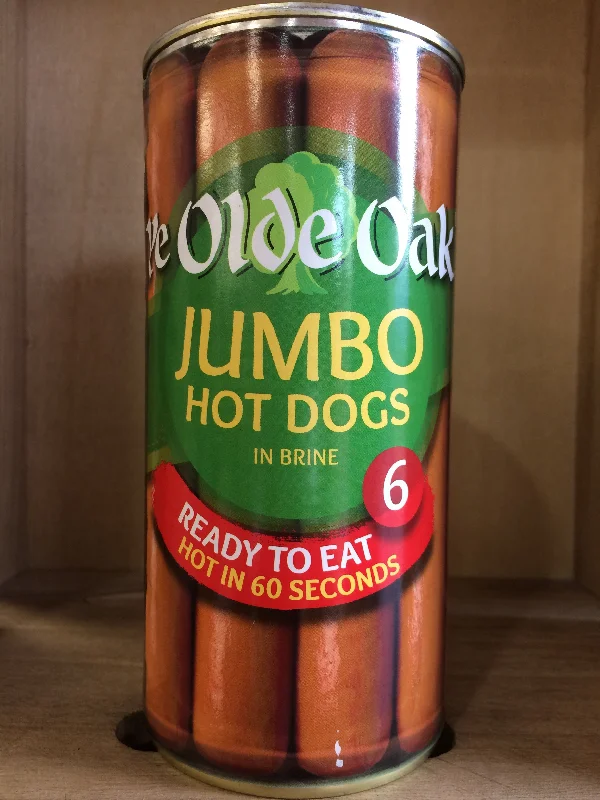 Ye Olde Oak
JUMBO
HOT DOGS
IN BRINE
6
READY TO EAT
HOT IN 60 SECONDS